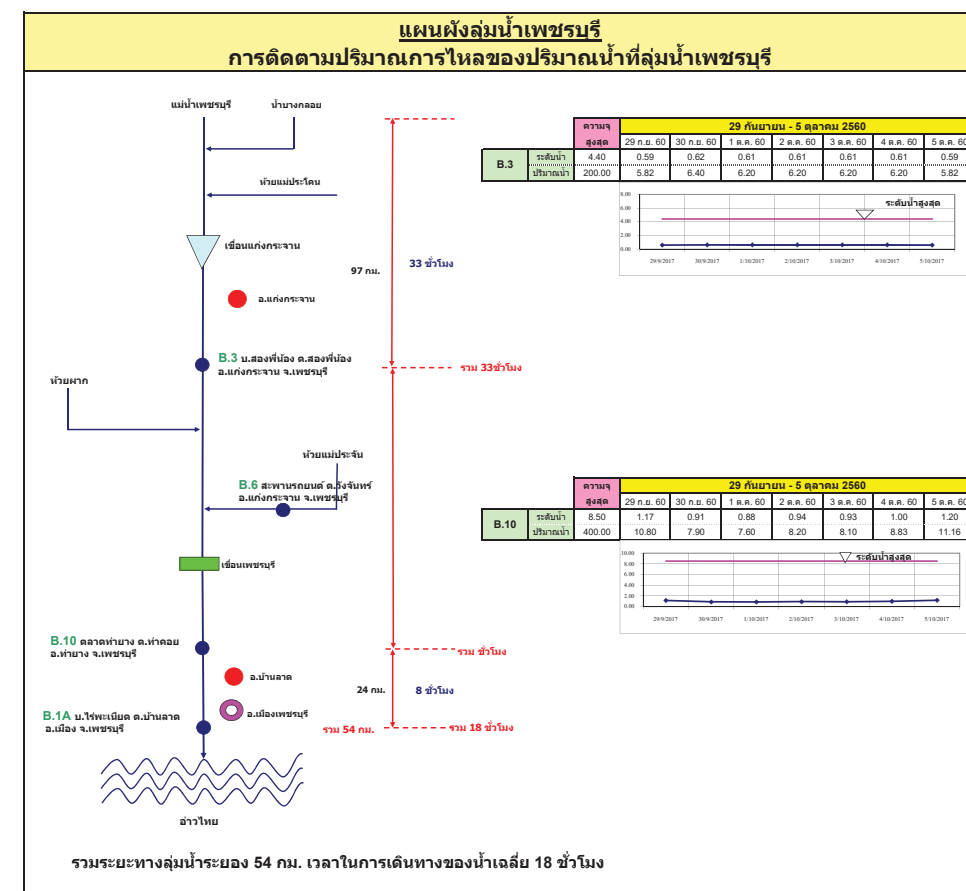 แผนผังลุ่มน้ำเพชรบุรี
การติดตามปริมาณการไหลของปริมาณน้ำที่ลุ่มน้ำเพชรบุรี
แม่น้ำเพชรบุรี
น้ำบางกลอย
ห้วยแม่ประโดน
เขื่อนแก่งกระจาน
97 กม.
33 ชั่วโมง
อ.แก่งกระจาน
B.3 บ.สองพี่น้อง ต.สองพี่น้อง
อ.แก่งกระจาน จ.เพชรบุรี
รวม 33ชั่วโมง
ห้วยผาก
ห้วยแม่ประจัน
B.6 สะพานรถยนต์ ต.วังจันทร์
อ.แก่งกระจาน จ.เพชรบุรี
เขื่อนเพชรบุรี
B.10 ตลาดท่ายาง ต.ท่าคอย
อ.ท่ายาง จ.เพชรบุรี
รวม ชั่วโมง
อ.บ้านลาด
24 กม.
8 ชั่วโมง
อ.เมืองเพชรบุรี
B.1A บ.ไร่พะเนียด ต.บ้านลาด
อ.เมือง จ.เพชรบุรี
รวม 54 กม.
รวม 18 ชั่วโมง
อ่าวไทย
รวมระยะทางลุ่มน้ำระยอง 54 กม. เวลาในการเดินทางของน้ำเฉลี่ย 18 ชั่วโมง
ความจุ 29 กันยายน - 5 ตุลาคม 2560
สูงสุด 29 ก.ย. 60 30 ก.ย. 60 1 ต.ค. 60 2 ต.ค. 60 3 ต.ค. 60 4 ต.ค. 60 5 ต.ค. 60
B.3 ระดับน้ำ 4.40 0.59 0.62 0.61 0.61 0.61 0.61 0.59
ปริมาณน้ำ 200.00 5.82 6.40 6.20 6.20 6.20 6.20 5.82
ระดับน้ำสูงสุด
8.00
6.00
4.00
2.00
0.00
29/9/2017 30/9/2017 1/10/2017 2/10/2017 3/10/2017 4/10/2017 5/10/2017
ความจุ 29 กันยายน - 5 ตุลาคม 2560
สูงสุด 29 ก.ย. 60 30 ก.ย. 60 1 ต.ค. 60 2 ต.ค. 60 3 ต.ค. 60 4 ต.ค. 60 5 ต.ค. 60
B.10 ระดับน้ำ 8.50 1.17 0.91 0.88 0.94 0.93 1.00 1.20
ปริมาณน้ำ 400.00 10.80 7.90 7.60 8.20 8.10 8.83 11.16
ระดับน้ำสูงสุด
10.00
8.00
6.00
4.00
2.00
0.00
29/9/2017 30/9/2017 1/10/2017 2/10/2017 3/10/2017 4/10/2017 5/10/2017